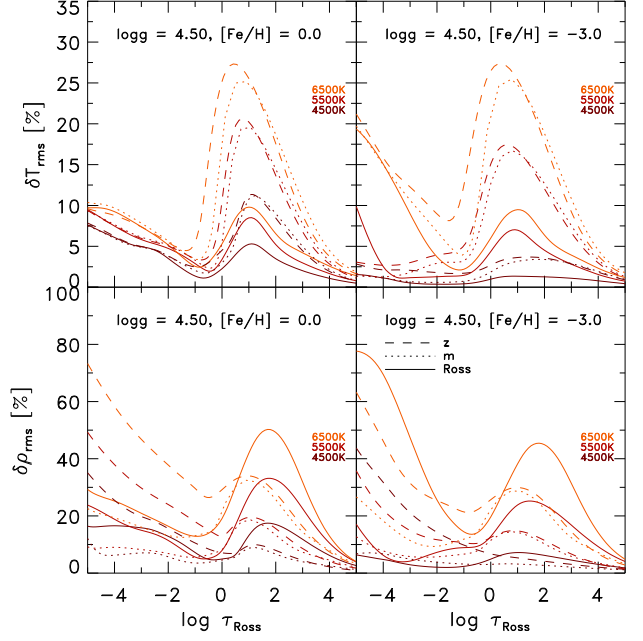 35
30
25
20
15
10
5
0
δT_rms [%]
logg = 4.50, [Fe/H] = 0.0
6500K
5500K
4500K
logg = 4.50, [Fe/H] = −3.0
6500K
5500K
4500K
100
80
60
40
20
0
δρ_rms [%]
logg = 4.50, [Fe/H] = 0.0
6500K
5500K
4500K
logg = 4.50, [Fe/H] = −3.0
z
m
Ross
6500K
5500K
4500K
−4 −2 0 2 4
−4 −2 0 2 4
log τ_Ross
log τ_Ross